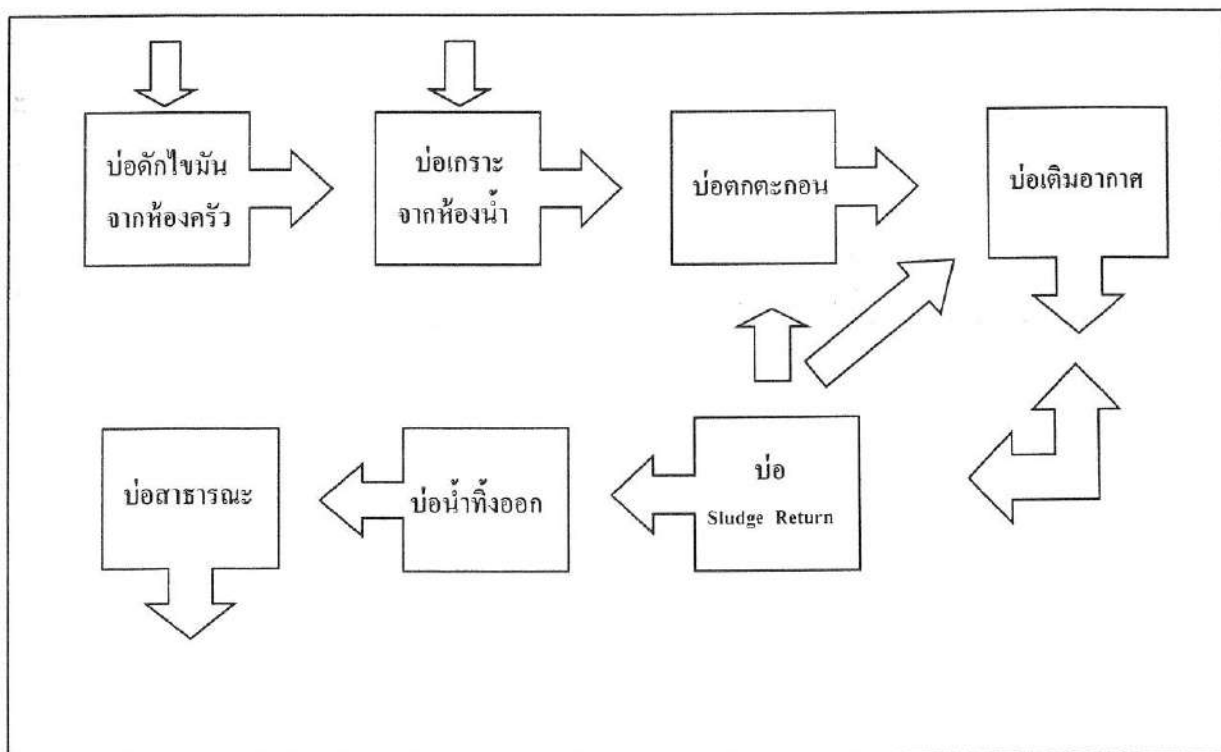 บ่อดักไขมัน
จากห้องครัว
บ่อเกราะ
จากห้องน้ำ
บ่อตกตะกอน
บ่อเติมอากาศ
บ่อสาธารณะ
บ่อน้ำทิ้งออก
บ่อ
Sludge Return